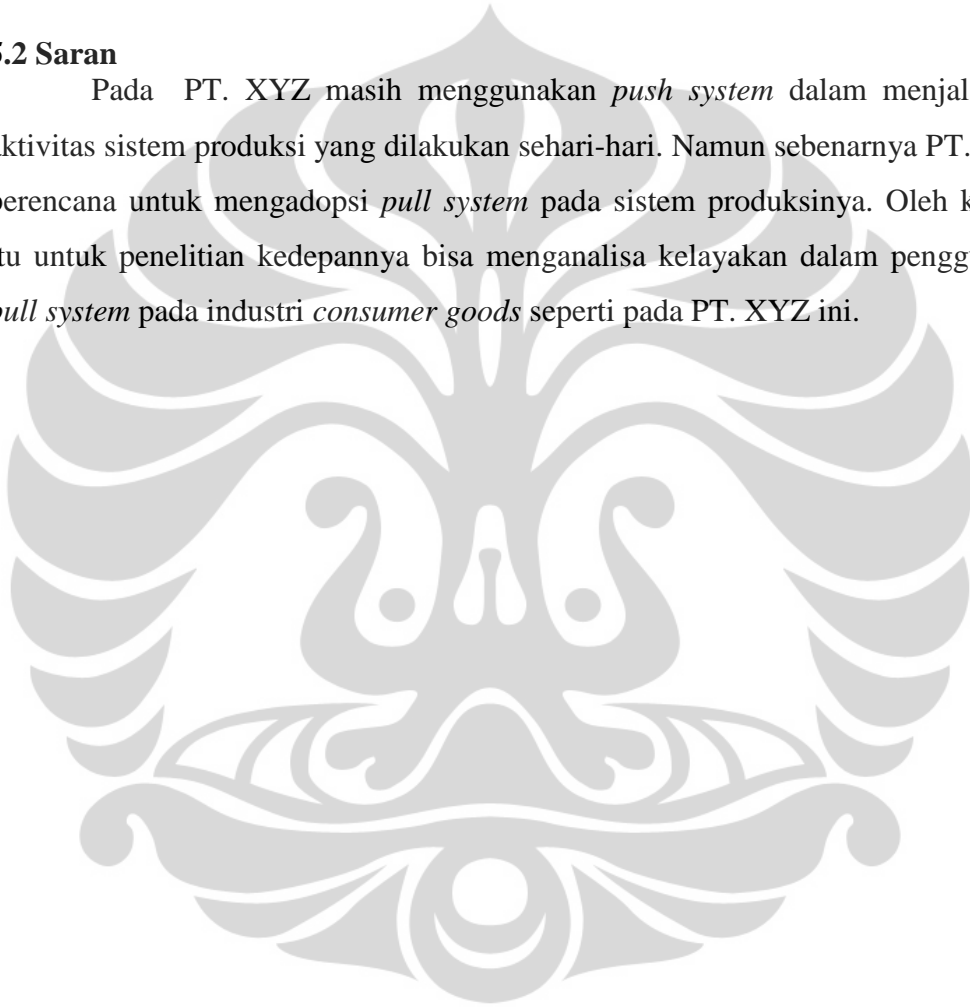 5.2 Saran
Pada PT. XYZ masih menggunakan push system dalam menjal
aktivitas sistem produksi yang dilakukan sehari-hari. Namun sebenarnya PT.
berencana untuk mengadopsi pull system pada sistem produksinya. Oleh k
itu untuk penelitian kedepannya bisa menganalisa kelayakan dalam pengg
pull system pada industri consumer goods seperti pada PT. XYZ ini.